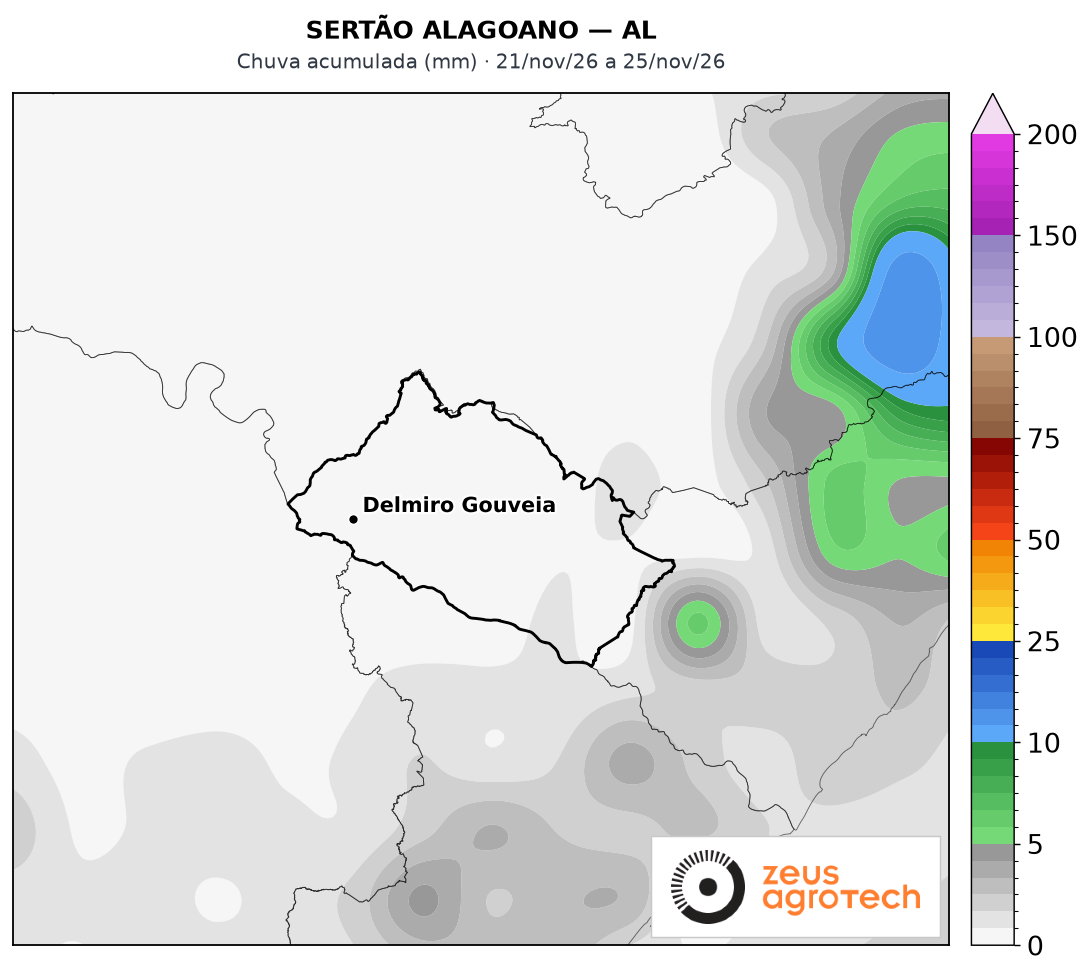 SERTÃO ALAGOANO — AL
Chuva acumulada (mm) · 21/nov/26 a 25/nov/26
200
150
100
75
50
25
10
5
0
Delmiro Gouveia
zeus
agrotech